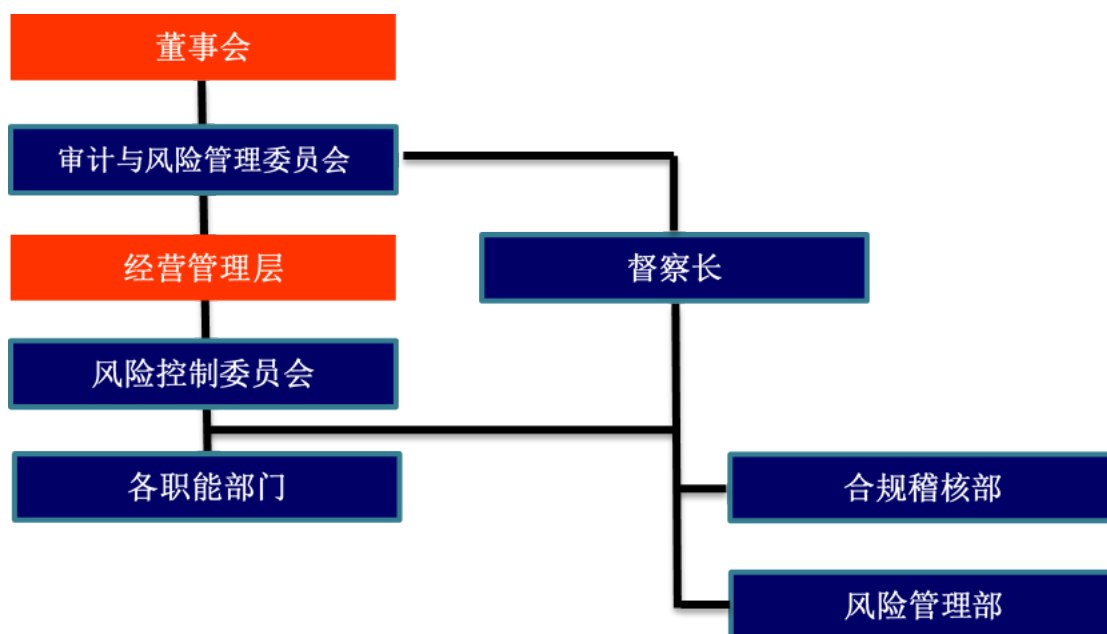 董事会
审计与风险管理委员会
经营管理层
督察长
风险控制委员会
各职能部门
合规稽核部
风险管理部